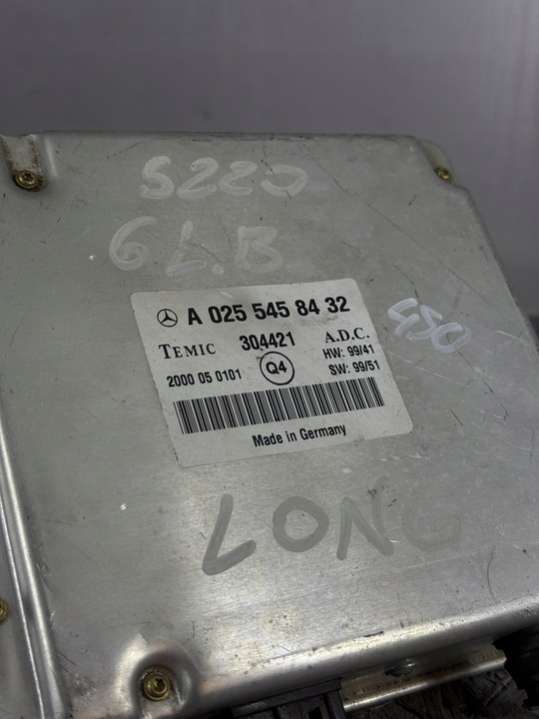 S220
6L.B
A 025 545 84 32
TEMIC 304421 A.D.C.
HW: 99/41
2000 05 0101 Q4 SW: 99/51
Made in Germany
450
LONG